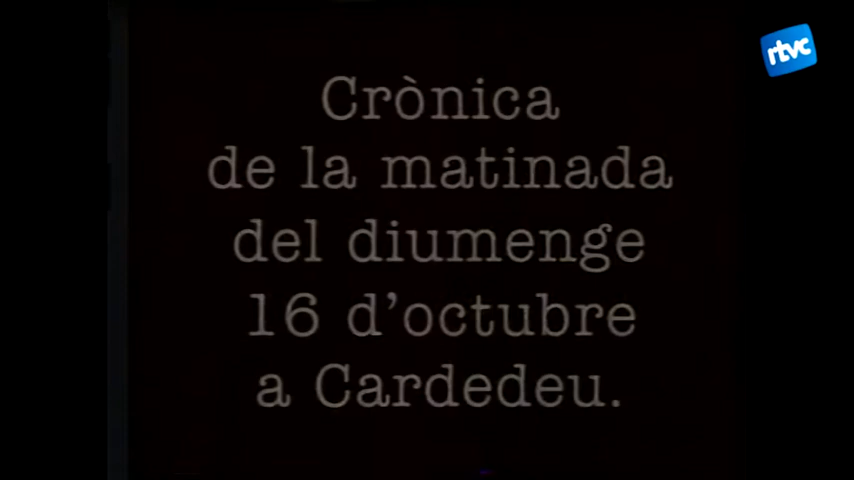 rtvc
Crònica
de la matinada
del diumenge
16 d’octubre
a Cardedeu.